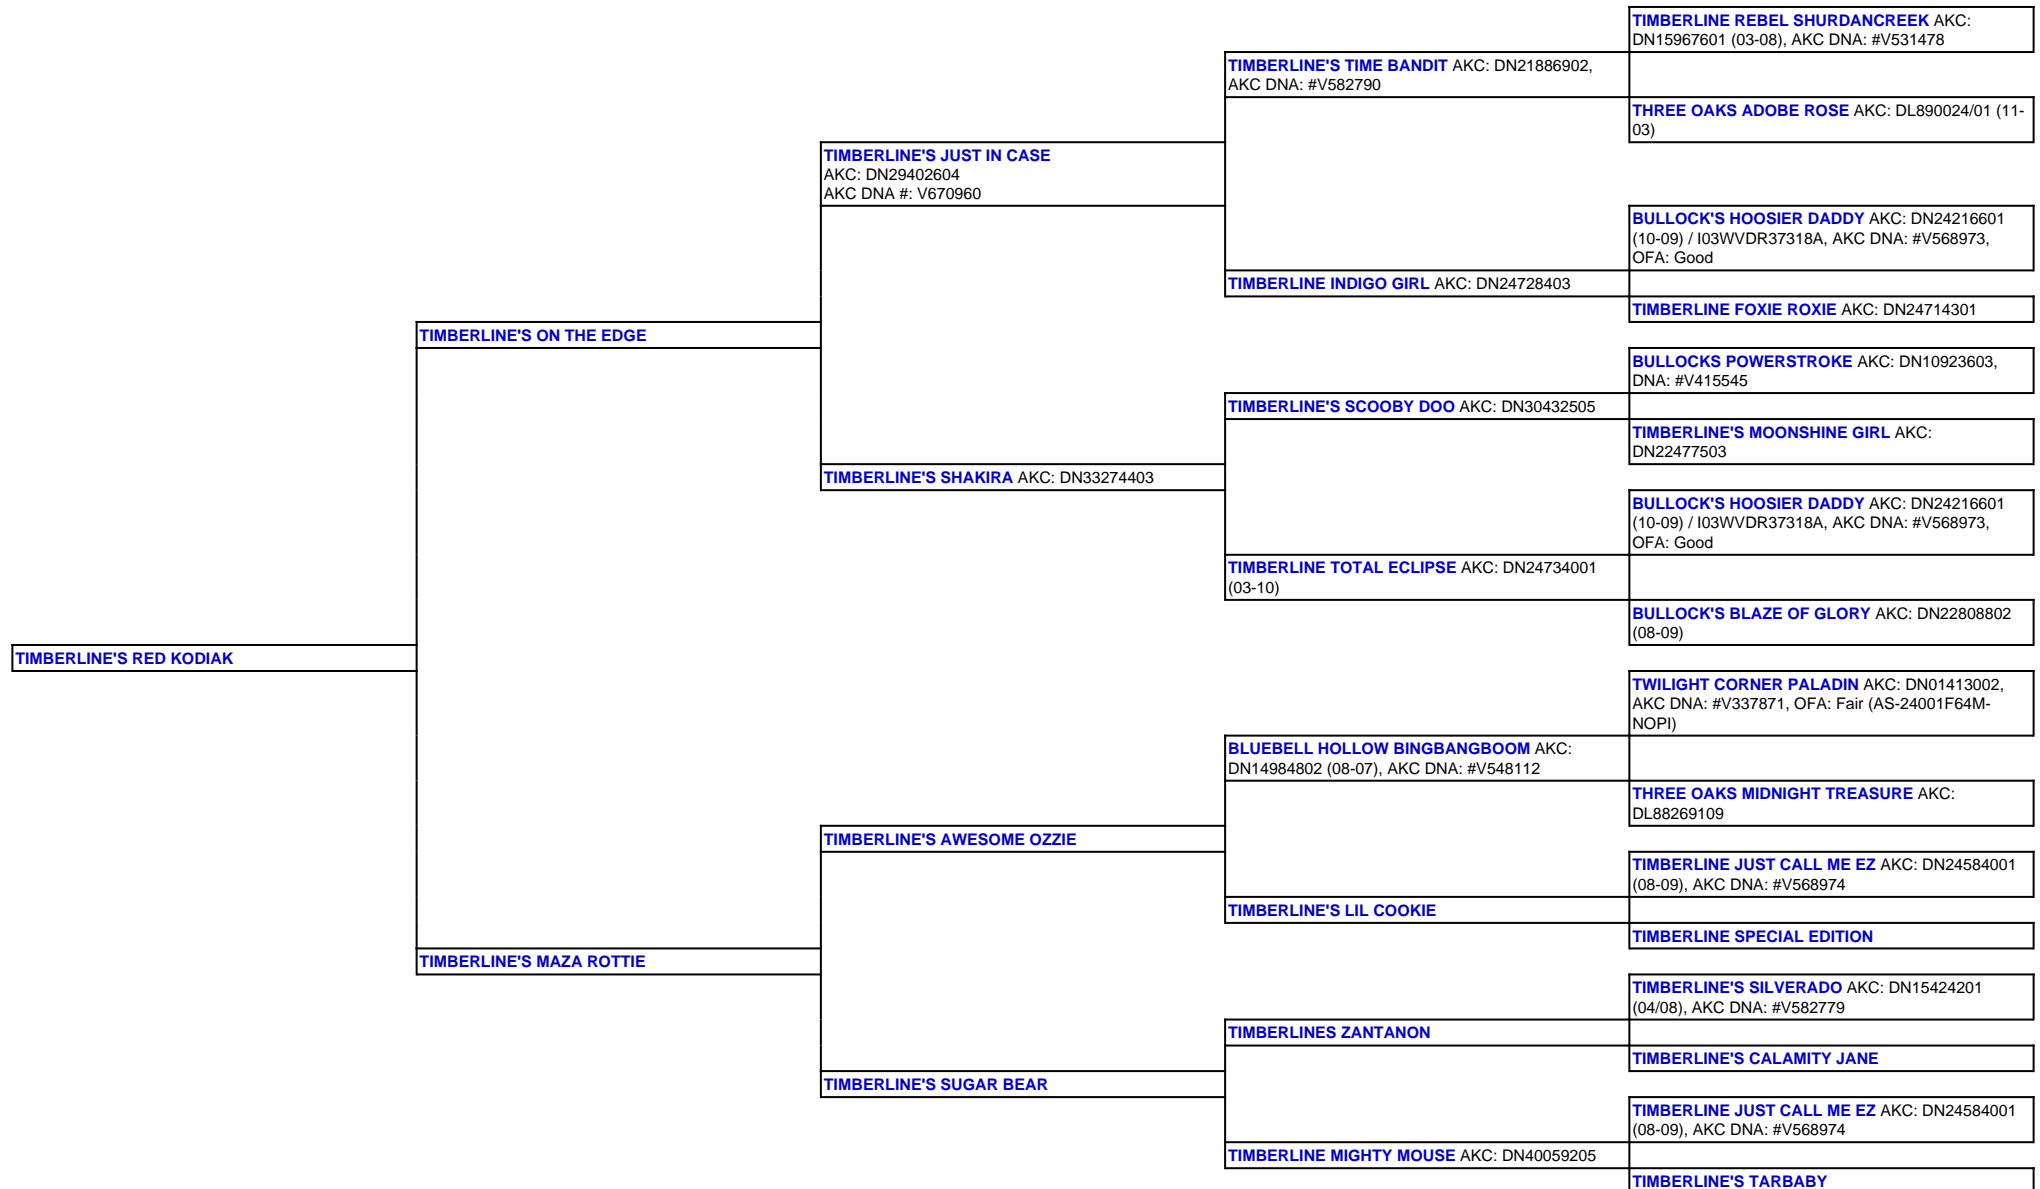 TIMBERLINE REBEL SHURDANCREEK AKC:
DN15967601 (03-08), AKC DNA: #V531478
TIMBERLINE'S TIME BANDIT AKC: DN21886902,
AKC DNA: #V582790
THREE OAKS ADOBE ROSE AKC: DL890024/01 (11-
03)
TIMBERLINE'S JUST IN CASE
AKC: DN29402604
AKC DNA #: V670960
BULLOCK'S HOOSIER DADDY AKC: DN24216601
(10-09) / I03WVDR37318A, AKC DNA: #V568973,
OFA: Good
TIMBERLINE INDIGO GIRL AKC: DN24728403
TIMBERLINE FOXIE ROXIE AKC: DN24714301
TIMBERLINE'S ON THE EDGE
BULLOCKS POWERSTROKE AKC: DN10923603,
DNA: #V415545
TIMBERLINE'S SCOOBY DOO AKC: DN30432505
TIMBERLINE'S MOONSHINE GIRL AKC:
DN22477503
TIMBERLINE'S SHAKIRA AKC: DN33274403
BULLOCK'S HOOSIER DADDY AKC: DN24216601
(10-09) / I03WVDR37318A, AKC DNA: #V568973,
OFA: Good
TIMBERLINE TOTAL ECLIPSE AKC: DN24734001
(03-10)
BULLOCK'S BLAZE OF GLORY AKC: DN22808802
(08-09)
TIMBERLINE'S RED KODIAK
TWILIGHT CORNER PALADIN AKC: DN01413002,
AKC DNA: #V337871, OFA: Fair (AS-24001F64M-
NOPI)
BLUEBELL HOLLOW BINGBANGBOOM AKC:
DN14984802 (08-07), AKC DNA: #V548112
THREE OAKS MIDNIGHT TREASURE AKC:
DL88269109
TIMBERLINE'S AWESOME OZZIE
TIMBERLINE JUST CALL ME EZ AKC: DN24584001
(08-09), AKC DNA: #V568974
TIMBERLINE'S LIL COOKIE
TIMBERLINE SPECIAL EDITION
TIMBERLINE'S MAZA ROTTIE
TIMBERLINE'S SILVERADO AKC: DN15424201
(04/08), AKC DNA: #V582779
TIMBERLINES ZANTANON
TIMBERLINE'S CALAMITY JANE
TIMBERLINE'S SUGAR BEAR
TIMBERLINE JUST CALL ME EZ AKC: DN24584001
(08-09), AKC DNA: #V568974
TIMBERLINE MIGHTY MOUSE AKC: DN40059205
TIMBERLINE'S TARBABY